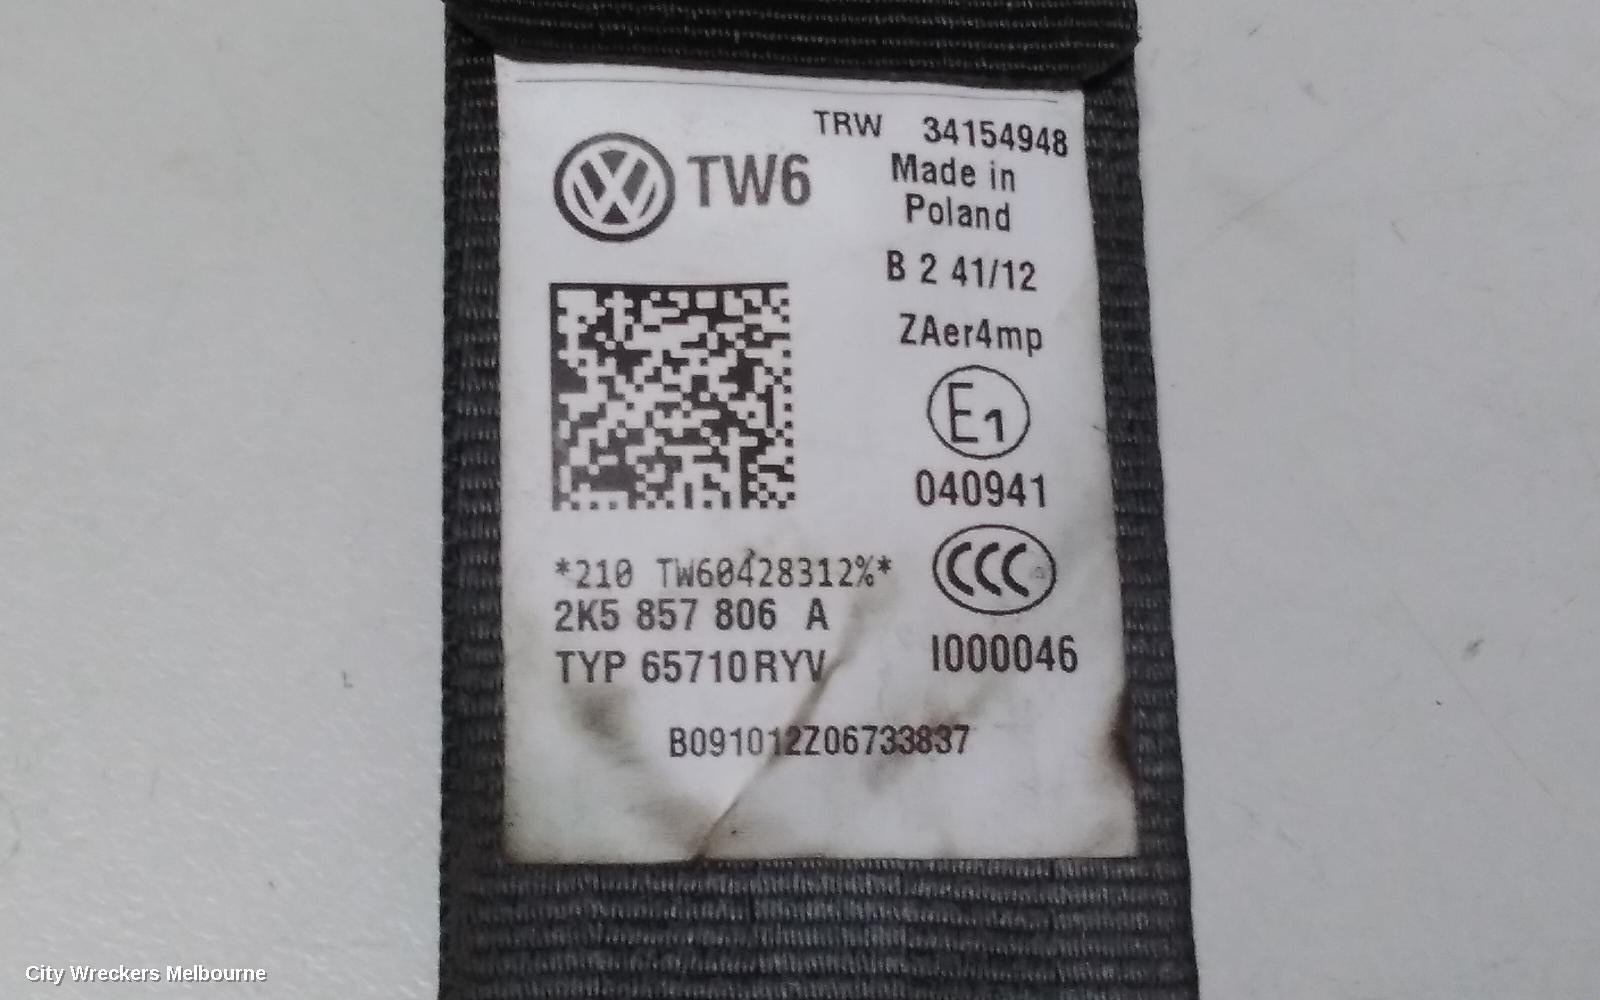 TRW 34154948
TW6
Made in
Poland
B 2 41/12
ZAer4mp
E1
040941
CCC
*210 TW60428312%*
2K5 857 806 A
TYP 65710RYV
I000046
B091012Z06733837
City Wreckers Melbourne